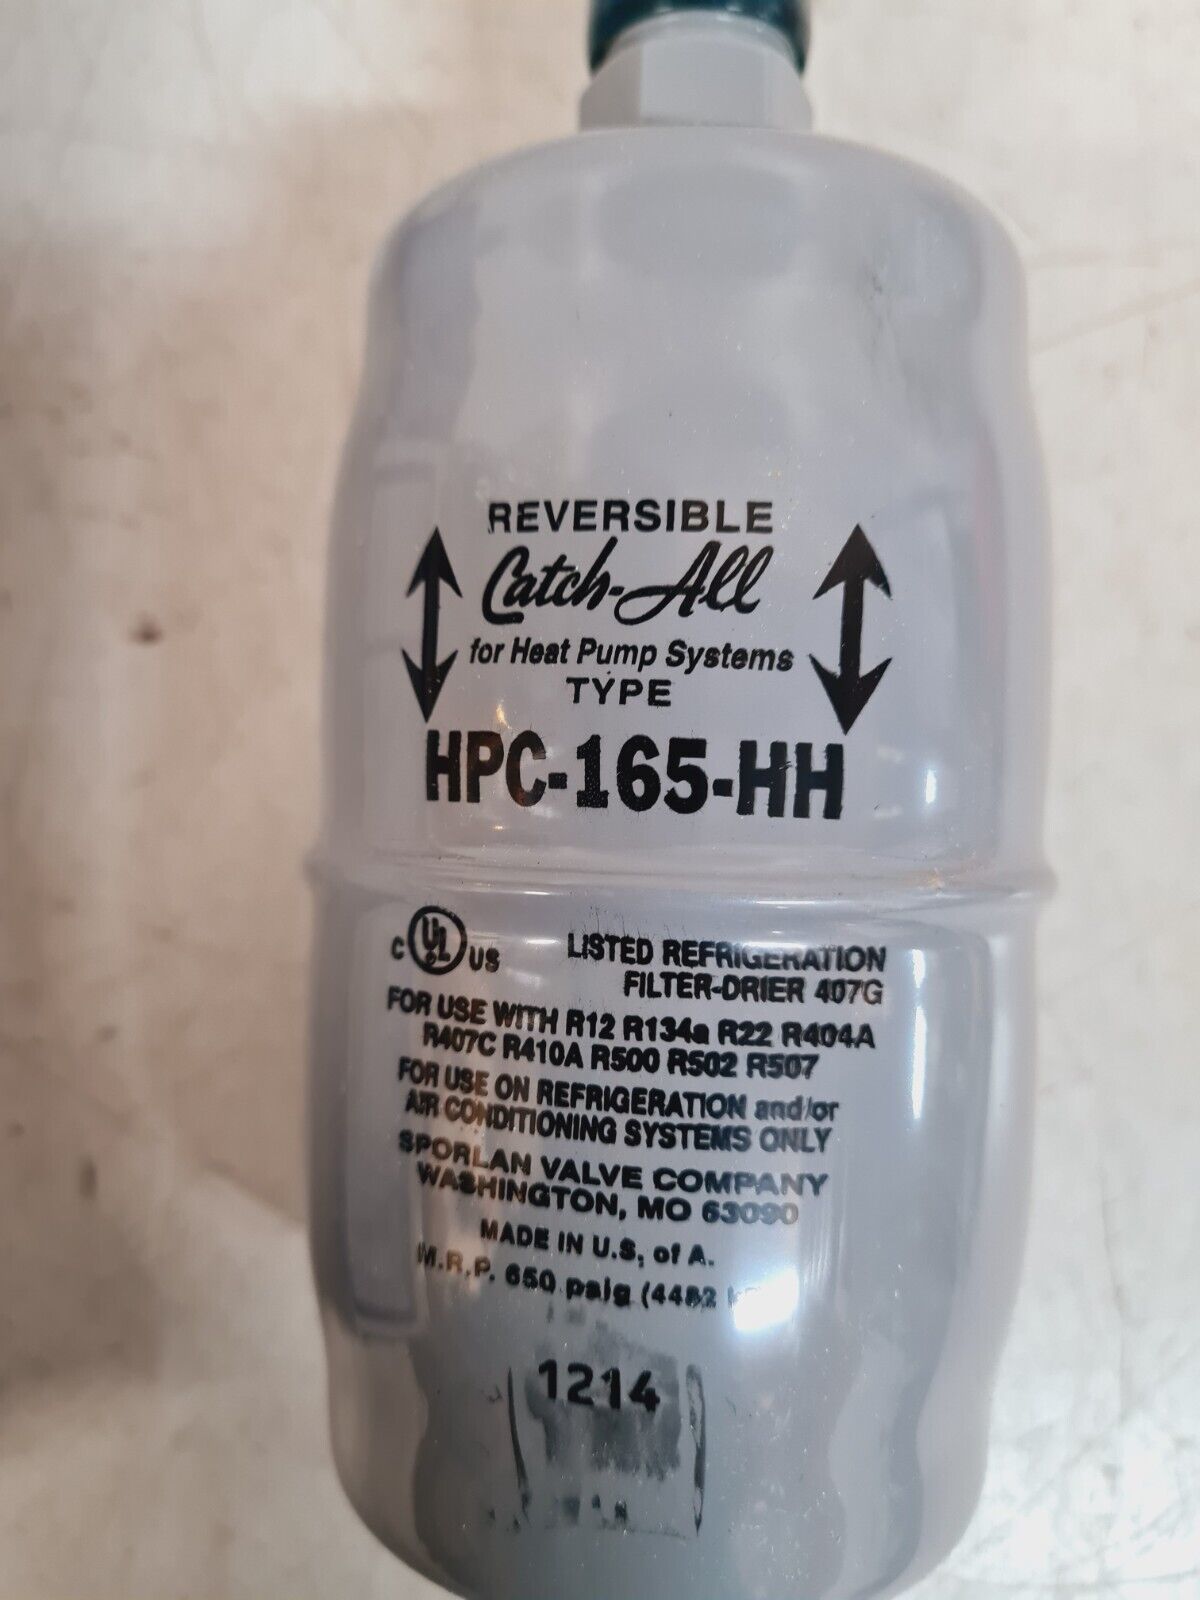 REVERSIBLE
Catch-All
for Heat Pump Systems
TYPE
HPC-165-HH
C UL US
LISTED REFRIGERATION
FILTER-DRIER 407G
FOR USE WITH R12 R134a R22 R404A
R407C R410A R500 R502 R507
FOR USE ON REFRIGERATION and/or
AIR CONDITIONING SYSTEMS ONLY
SPORLAN VALVE COMPANY
WASHINGTON, MO 63090
MADE IN U.S. of A.
M.R.P. 650 psig (4482
1214